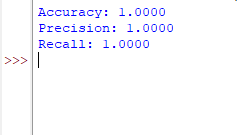 Accuracy: 1.0000
Precision: 1.0000
Recall: 1.0000
>>>